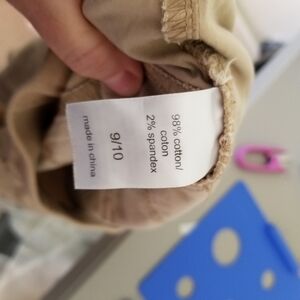 98% cotton/
coton
2% spandex
9/10
made in china